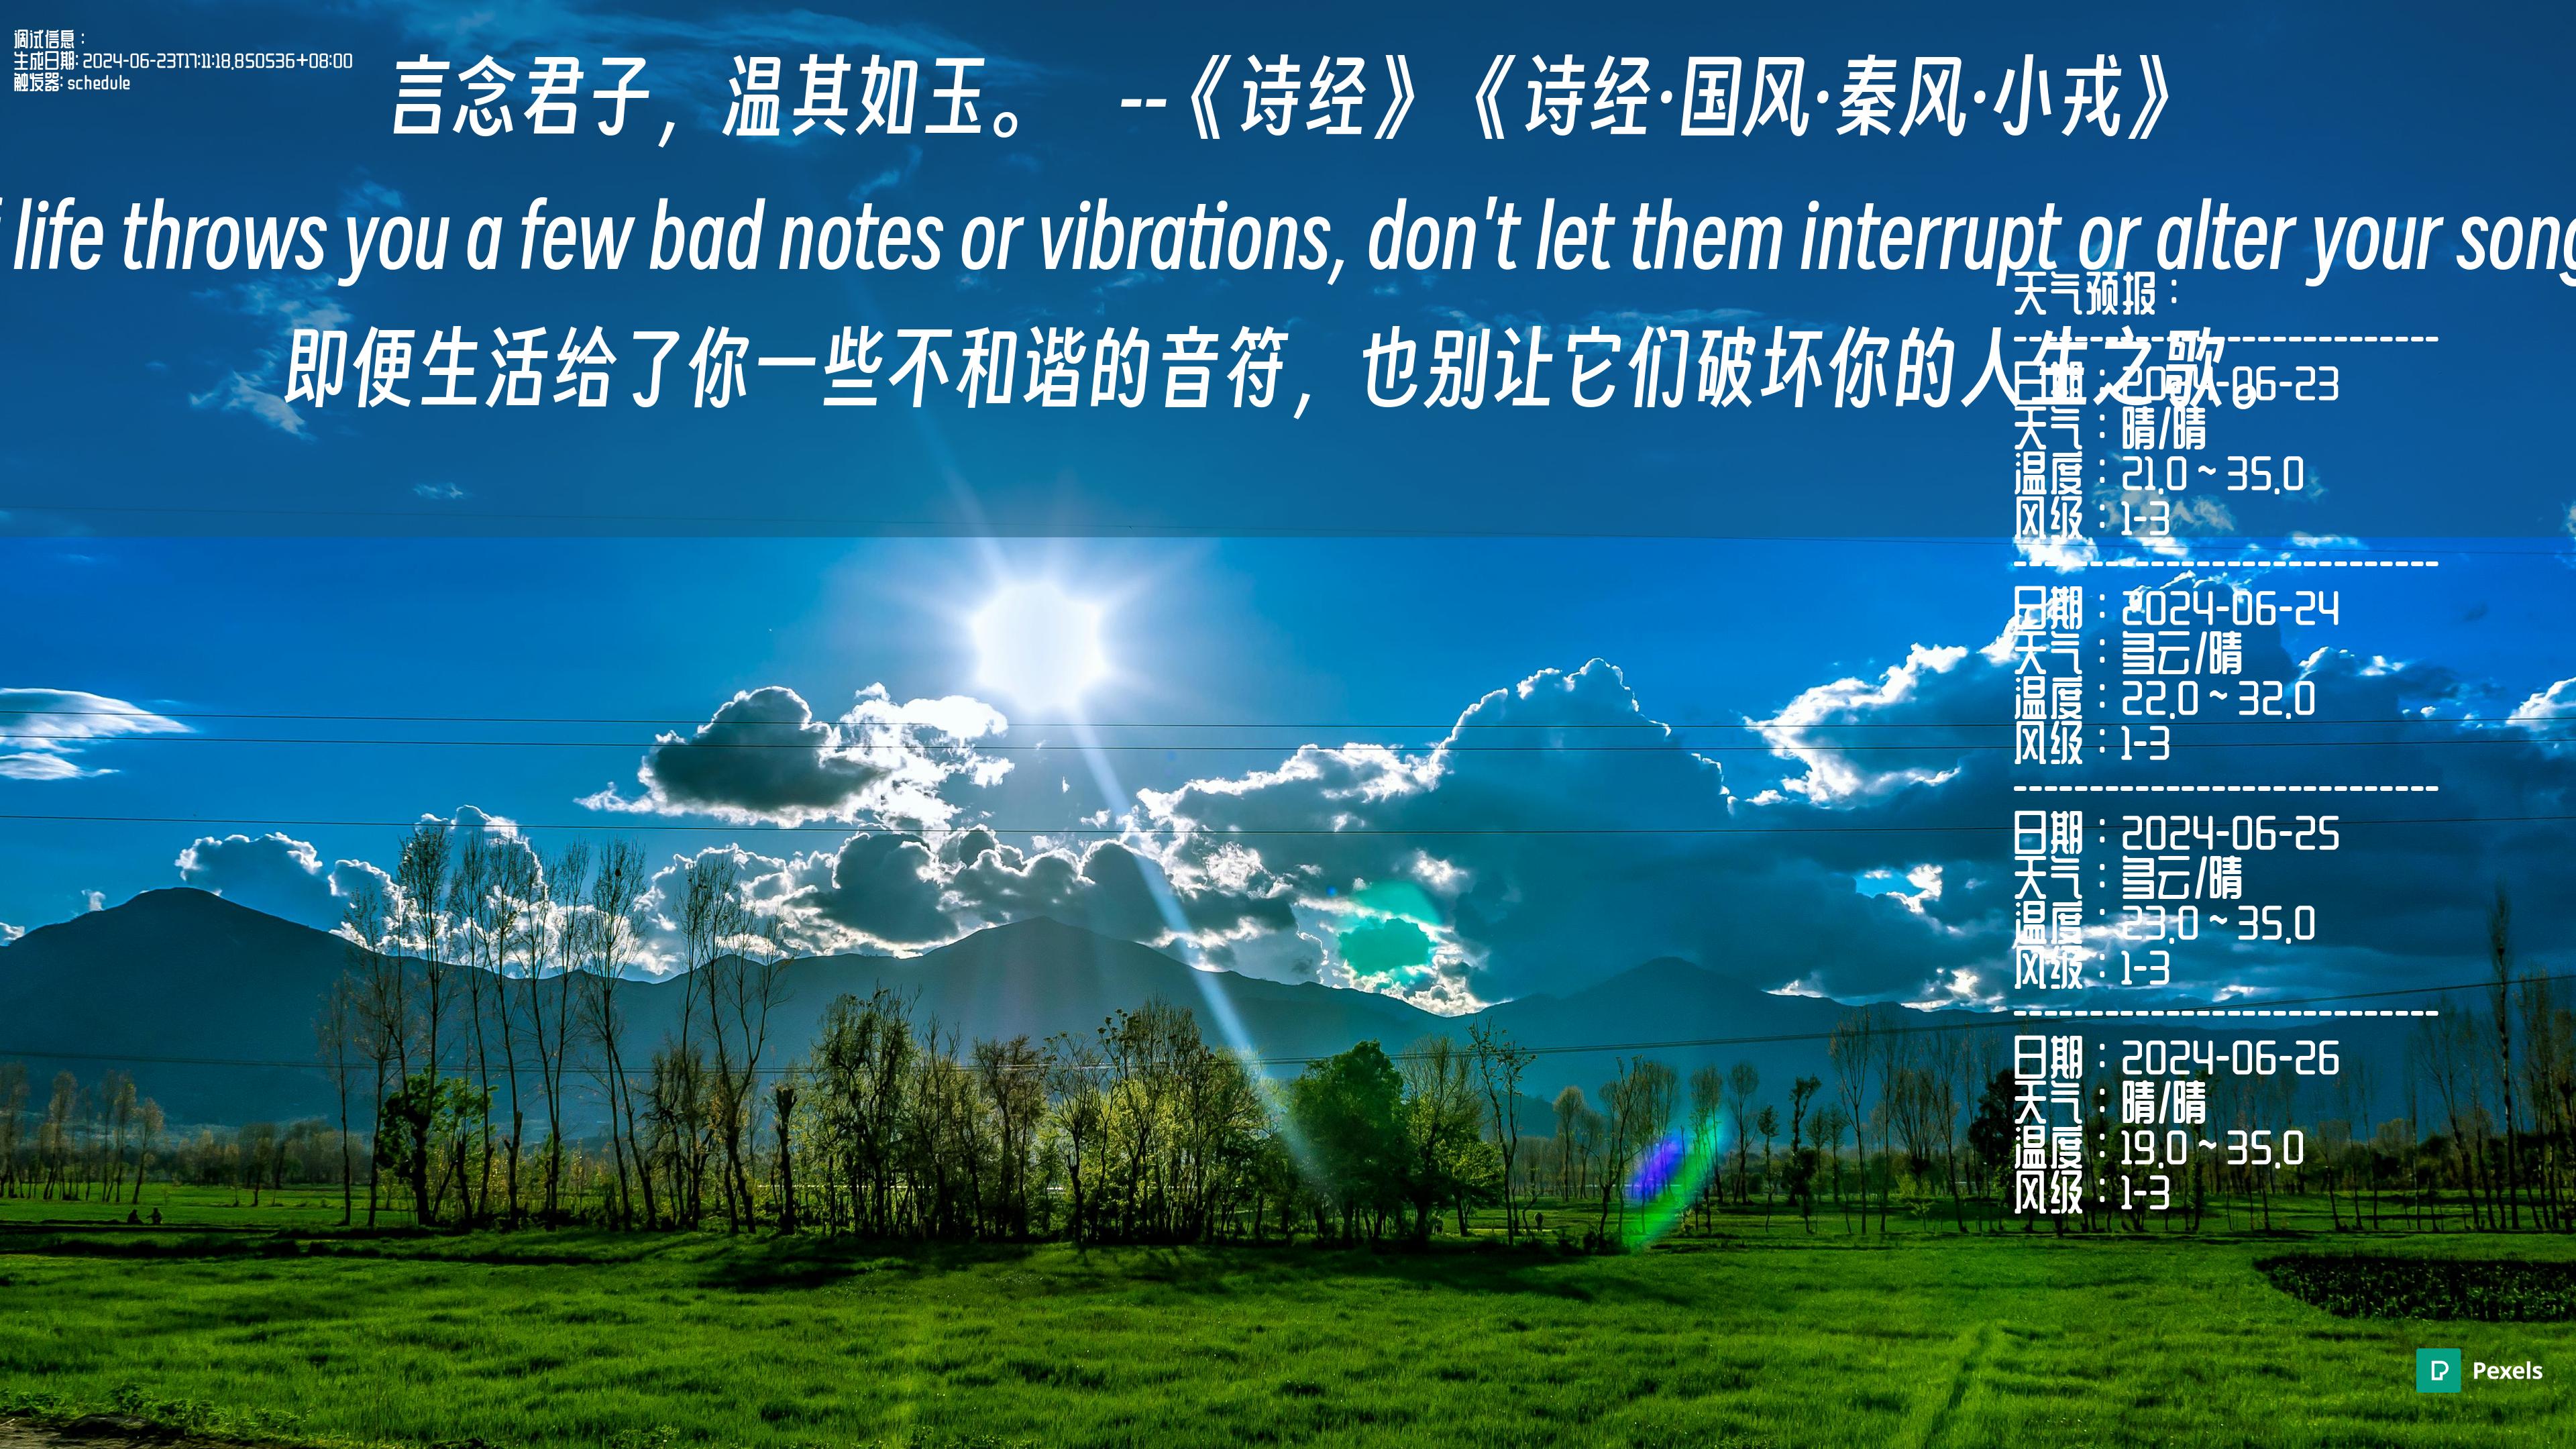 调试信息：
生成日期: 2024-06-23T17:11:18.850536+08:00
触发器: schedule
言念君子，温其如玉。 --《诗经》《诗经·国风·秦风·小戎》
life throws you a few bad notes or vibrations, don't let them interrupt or alter your song
即便生活给了你一些不和谐的音符，也别让它们破坏你的人生之歌。
天气预报：
----------------------------
日期：2024-06-23
天气：晴/晴
温度：21.0 ~ 35.0
风级：1-3
----------------------------
日期：2024-06-24
天气：多云/晴
温度：22.0 ~ 32.0
风级：1-3
----------------------------
日期：2024-06-25
天气：多云/晴
温度：23.0 ~ 35.0
风级：1-3
----------------------------
日期：2024-06-26
天气：晴/晴
温度：19.0 ~ 35.0
风级：1-3
Pexels